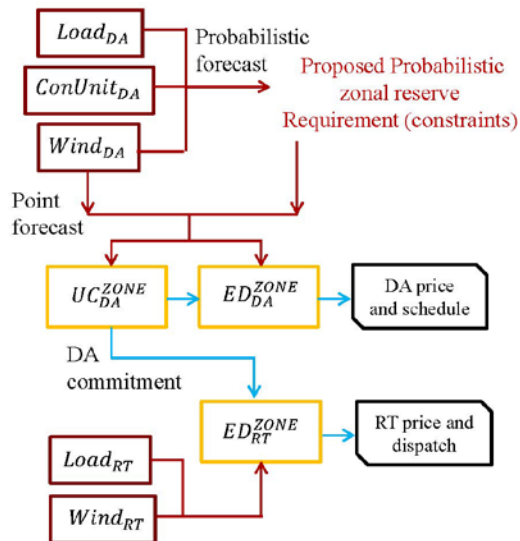 Load_DA
Probabilistic
forecast
ConUnit_DA
Proposed Probabilistic
zonal reserve
Requirement (constraints)
Wind_DA
Point
forecast
UC_DA^ZONE
ED_DA^ZONE
DA price
and schedule
DA
commitment
ED_RT^ZONE
RT price and
dispatch
Load_RT
Wind_RT